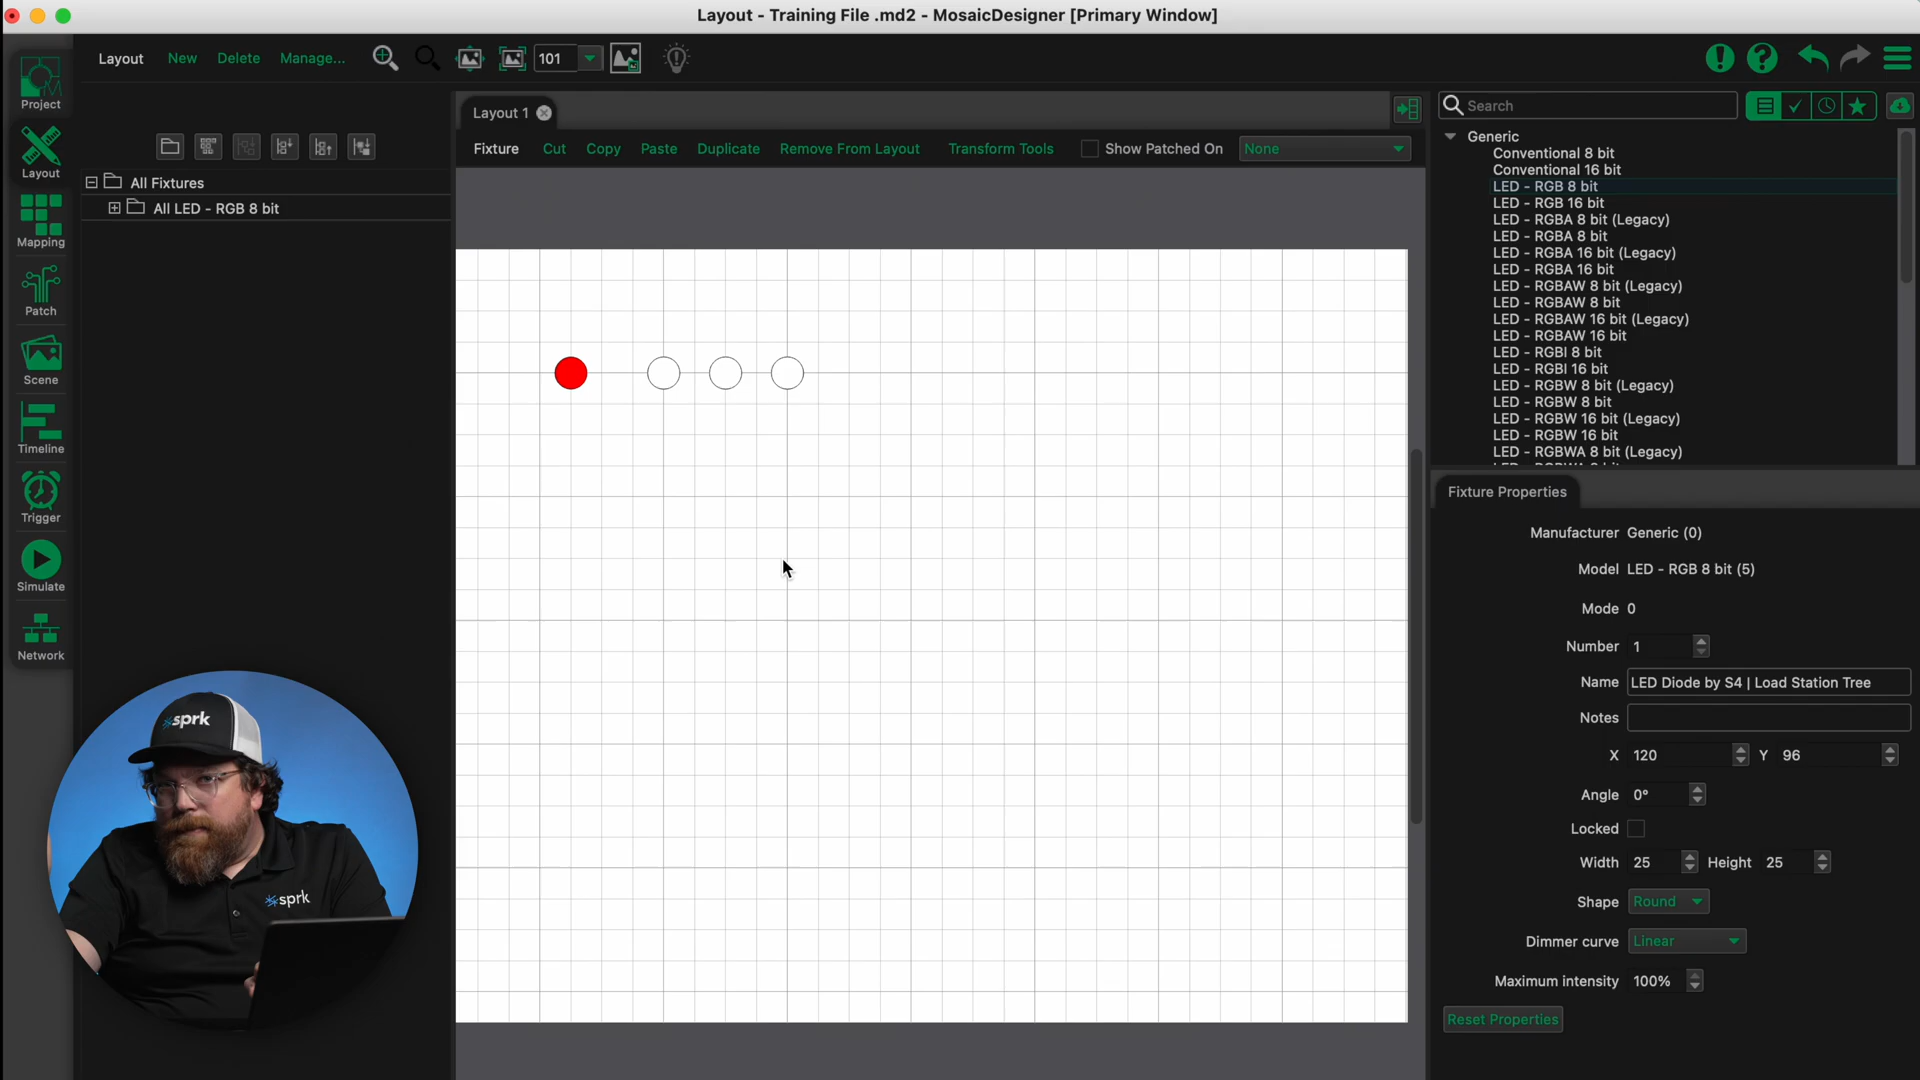 Layout - Training File .md2 - MosaicDesigner [Primary Window]
Layout New Delete Manage... 101
Project
Layout
Mapping
Patch
Scene
Timeline
Trigger
Simulate
Network
All Fixtures
All LED - RGB 8 bit
Layout 1
Fixture Cut Copy Paste Duplicate Remove From Layout Transform Tools Show Patched On None
Search
Generic
Conventional 8 bit
Conventional 16 bit
LED - RGB 8 bit
LED - RGB 16 bit
LED - RGBA 8 bit (Legacy)
LED - RGBA 8 bit
LED - RGBA 16 bit (Legacy)
LED - RGBA 16 bit
LED - RGBAW 8 bit (Legacy)
LED - RGBAW 8 bit
LED - RGBAW 16 bit (Legacy)
LED - RGBAW 16 bit
LED - RGBI 8 bit
LED - RGBI 16 bit
LED - RGBW 8 bit (Legacy)
LED - RGBW 8 bit
LED - RGBW 16 bit (Legacy)
LED - RGBW 16 bit
LED - RGBWA 8 bit (Legacy)
Fixture Properties
Manufacturer Generic (0)
Model LED - RGB 8 bit (5)
Mode 0
Number 1
Name LED Diode by S4 | Load Station Tree
Notes
X 120 Y 96
Angle 0°
Locked
Width 25 Height 25
Shape Round
Dimmer curve Linear
Maximum intensity 100%
Reset Properties
sprk
sprk